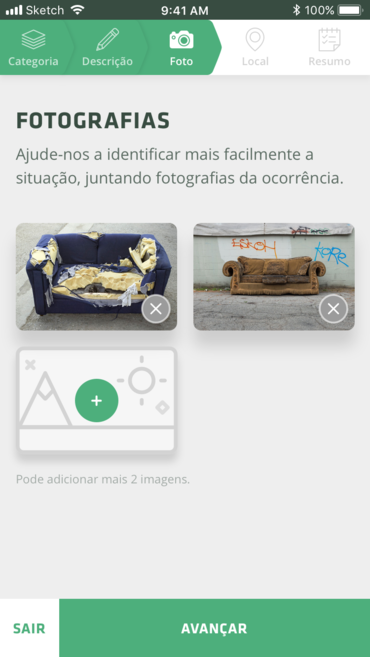 Sketch 9:41 AM 100%
Categoria Descrição Foto Local Resumo
FOTOGRAFIAS
Ajude-nos a identificar mais facilmente a
situação, juntando fotografias da ocorrência.
Pode adicionar mais 2 imagens.
SAIR AVANÇAR